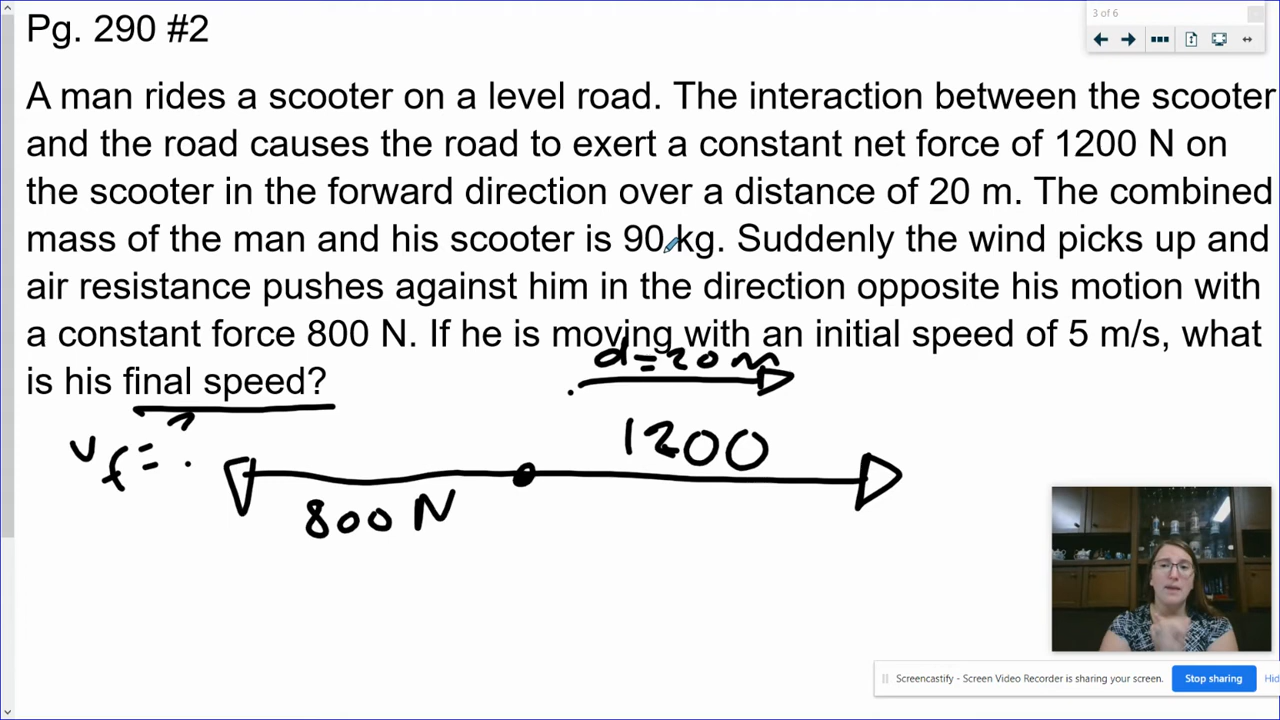 Pg. 290 #2
3 of 6
A man rides a scooter on a level road. The interaction between the scooter
and the road causes the road to exert a constant net force of 1200 N on
the scooter in the forward direction over a distance of 20 m. The combined
mass of the man and his scooter is 90 kg. Suddenly the wind picks up and
air resistance pushes against him in the direction opposite his motion with
a constant force 800 N. If he is moving with an initial speed of 5 m/s, what
is his final speed?
d=20 m
vf=?
1200
800 N
Screencastify - Screen Video Recorder is sharing your screen.
Stop sharing
Hid